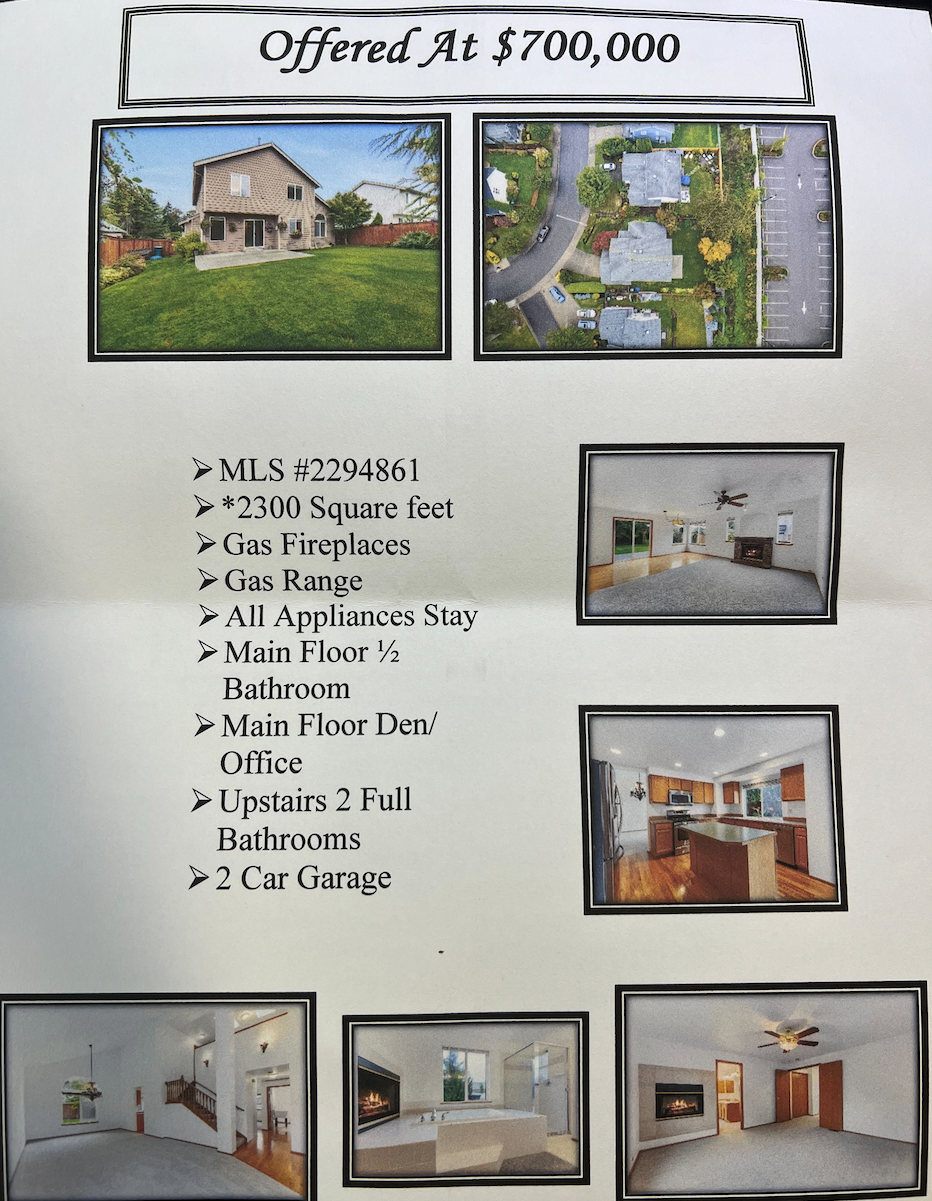 Offered At $700,000
➢ MLS #2294861
➢ *2300 Square feet
➢ Gas Fireplaces
➢ Gas Range
➢ All Appliances Stay
➢ Main Floor ½
Bathroom
➢ Main Floor Den/
Office
➢ Upstairs 2 Full
Bathrooms
➢ 2 Car Garage